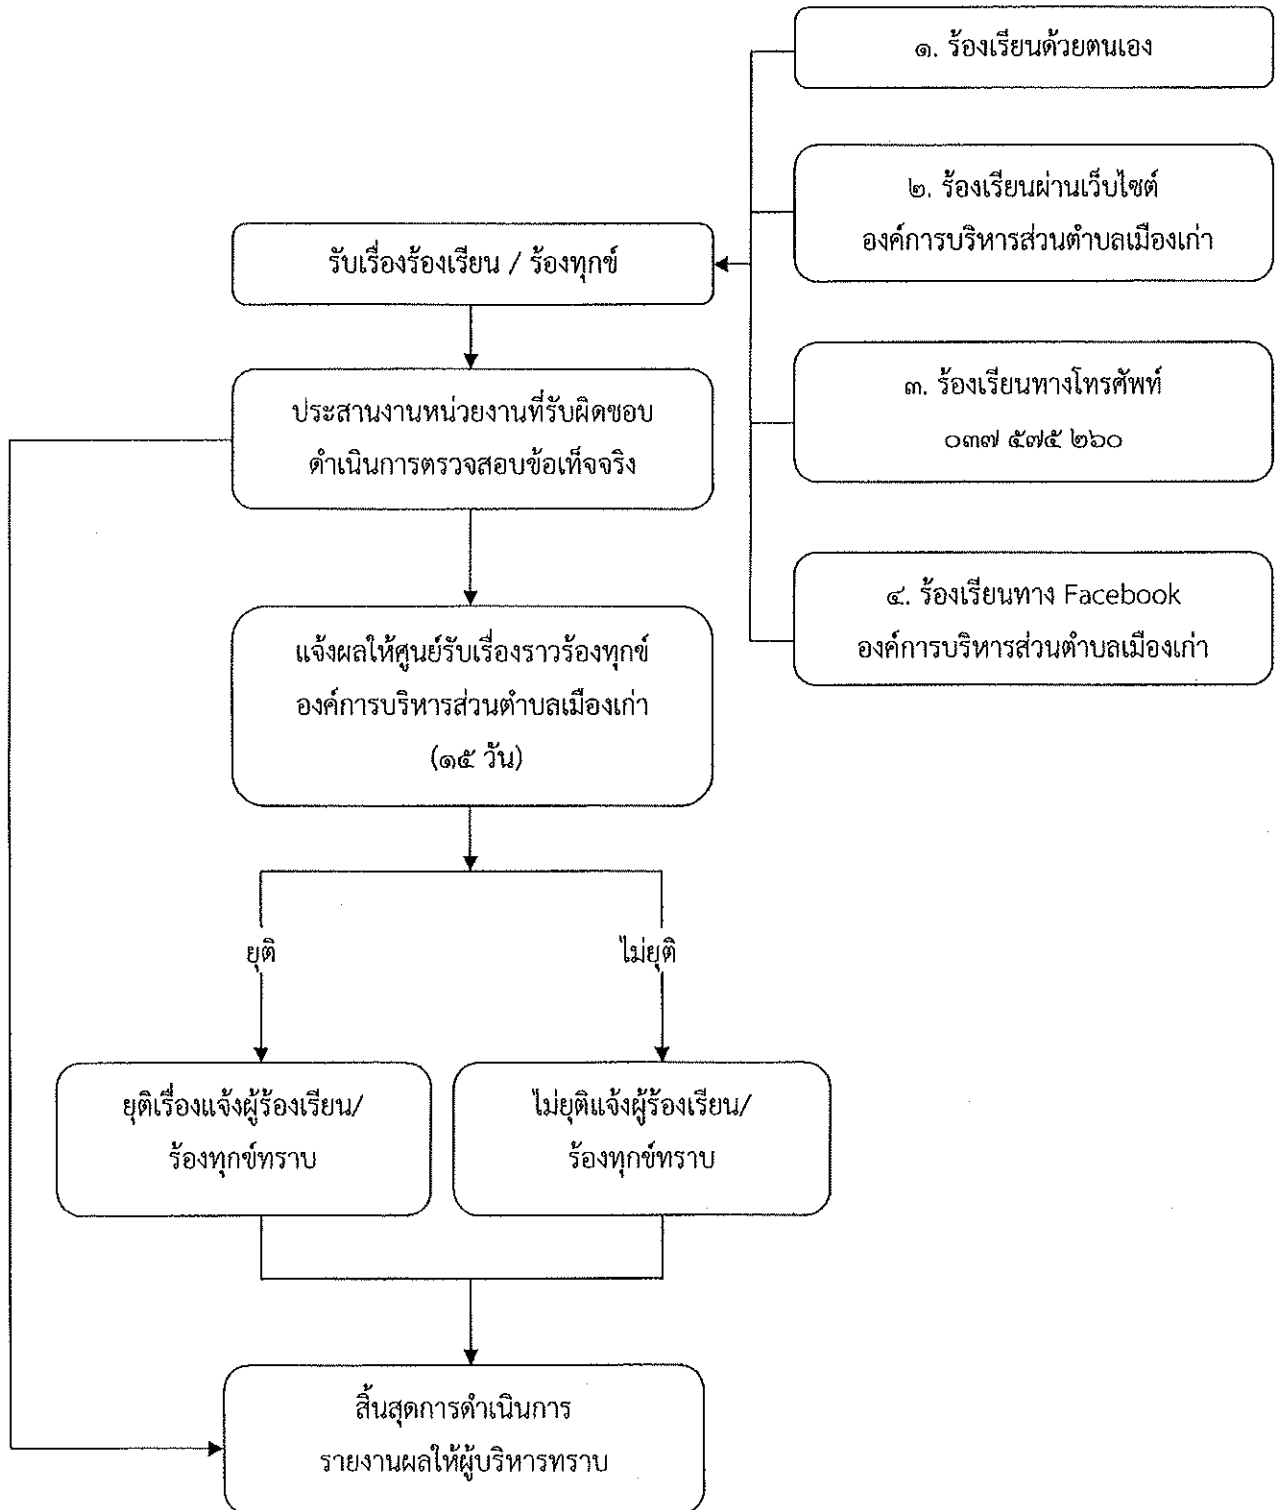 ๑. ร้องเรียนด้วยตนเอง
๒. ร้องเรียนผ่านเว็บไซต์
องค์การบริหารส่วนตำบลเมืองเก่า
๓. ร้องเรียนทางโทรศัพท์
๐๓๗ ๕๗๕ ๒๖๐
๔. ร้องเรียนทาง Facebook
องค์การบริหารส่วนตำบลเมืองเก่า
รับเรื่องร้องเรียน / ร้องทุกข์
ประสานงานหน่วยงานที่รับผิดชอบ
ดำเนินการตรวจสอบข้อเท็จจริง
แจ้งผลให้ศูนย์รับเรื่องราวร้องทุกข์
องค์การบริหารส่วนตำบลเมืองเก่า
(๑๕ วัน)
ยุติ
ไม่ยุติ
ยุติเรื่องแจ้งผู้ร้องเรียน/
ร้องทุกข์ทราบ
ไม่ยุติแจ้งผู้ร้องเรียน/
ร้องทุกข์ทราบ
สิ้นสุดการดำเนินการ
รายงานผลให้ผู้บริหารทราบ